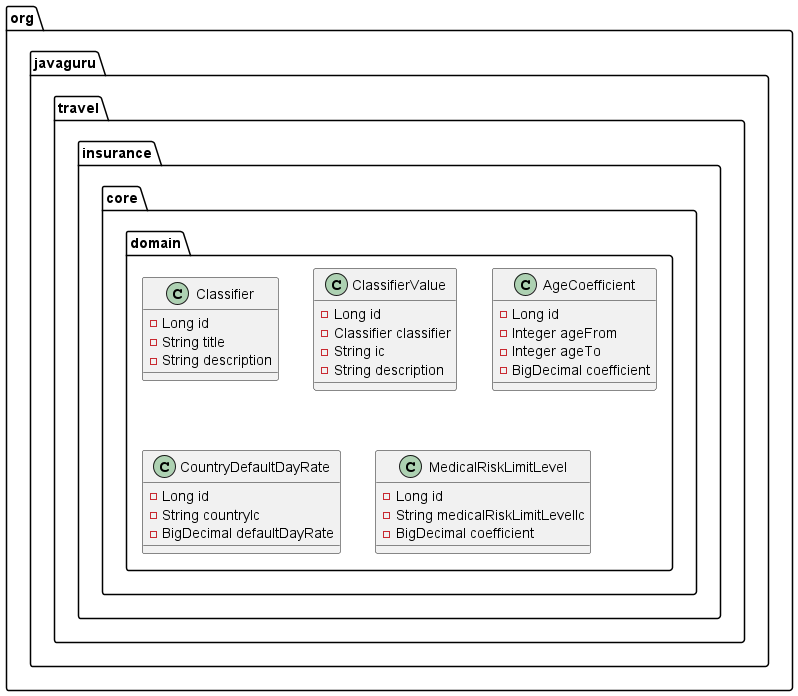 org
javaguru
travel
insurance
core
domain
C Classifier
Long id
String title
String description
C ClassifierValue
Long id
Classifier classifier
String ic
String description
C AgeCoefficient
Long id
Integer ageFrom
Integer ageTo
BigDecimal coefficient
C CountryDefaultDayRate
Long id
String countryIc
BigDecimal defaultDayRate
C MedicalRiskLimitLevel
Long id
String medicalRiskLimitLevelIc
BigDecimal coefficient